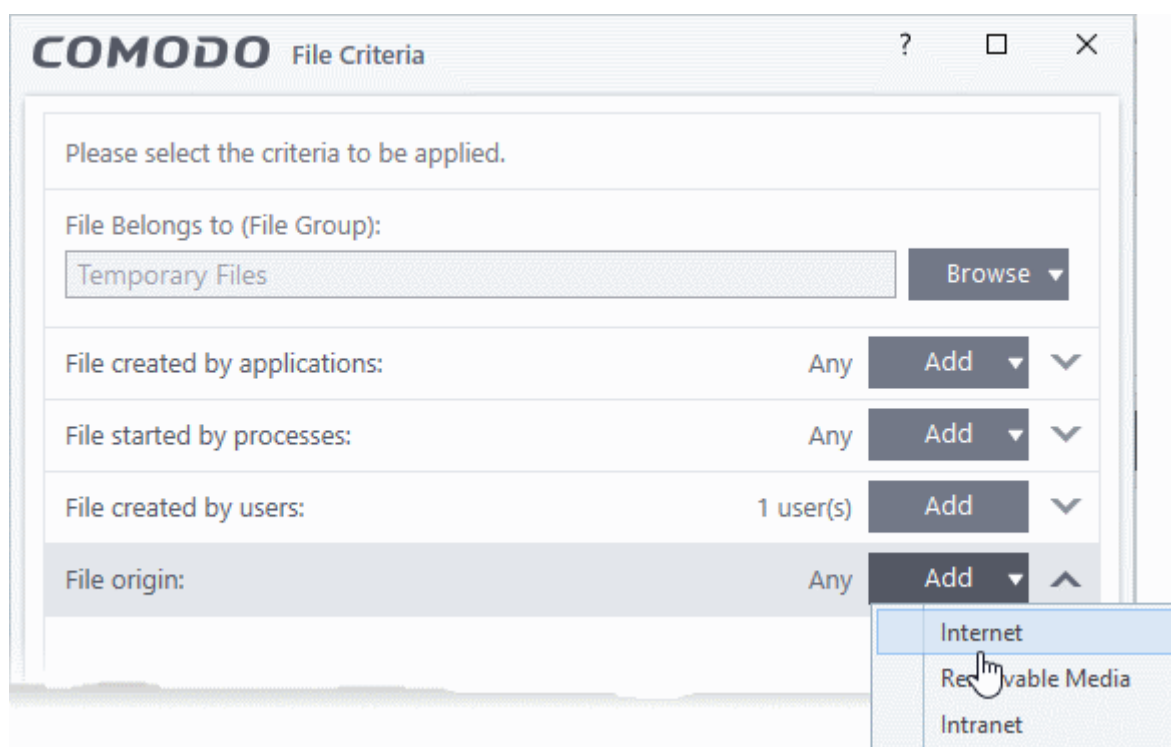 COMODO File Criteria ?
Please select the criteria to be applied.
File Belongs to (File Group):
Temporary Files Browse
File created by applications: Any Add
File started by processes: Any Add
File created by users: 1 user(s) Add
File origin: Any Add
Internet
Removable Media
Intranet